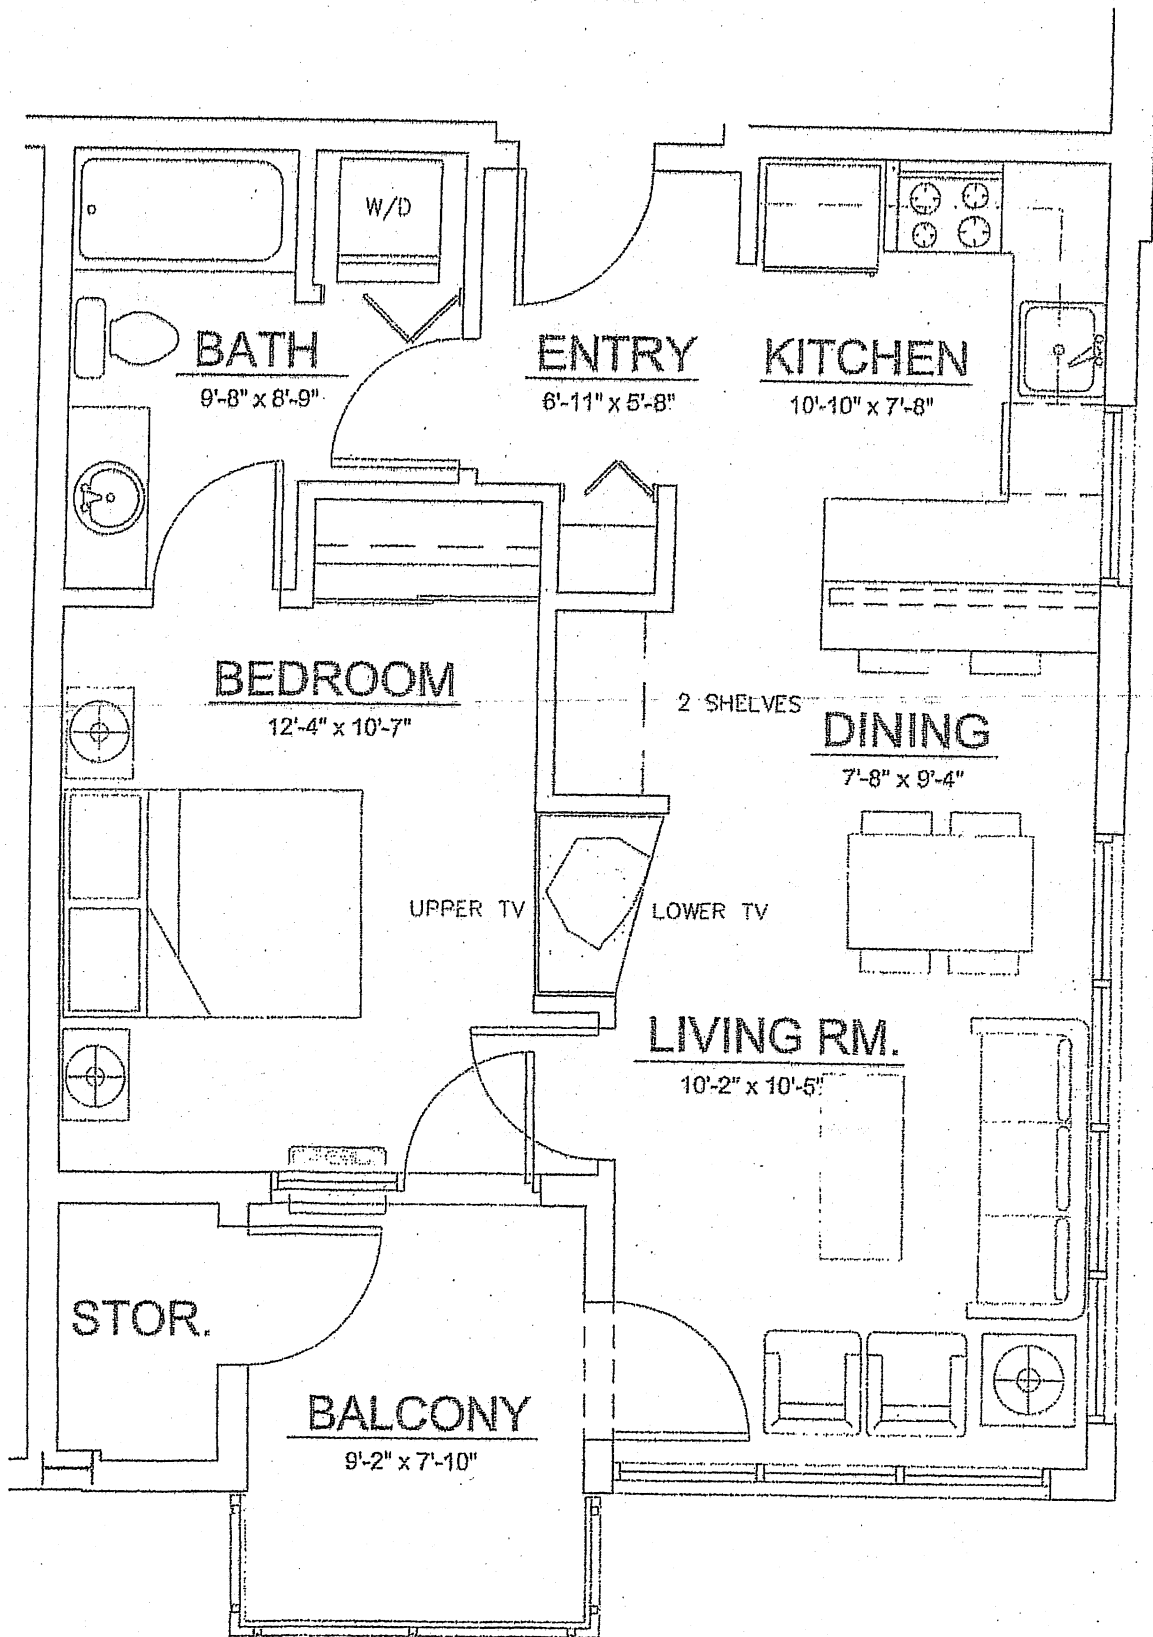 W/D
BATH
9'-8" x 8'-9"
ENTRY
6'-11" x 5'-8"
KITCHEN
10'-10" x 7'-8"
BEDROOM
12'-4" x 10'-7"
2 SHELVES
DINING
7'-8" x 9'-4"
UPPER TV
LOWER TV
LIVING RM.
10'-2" x 10'-5"
STOR.
BALCONY
9'-2" x 7'-10"